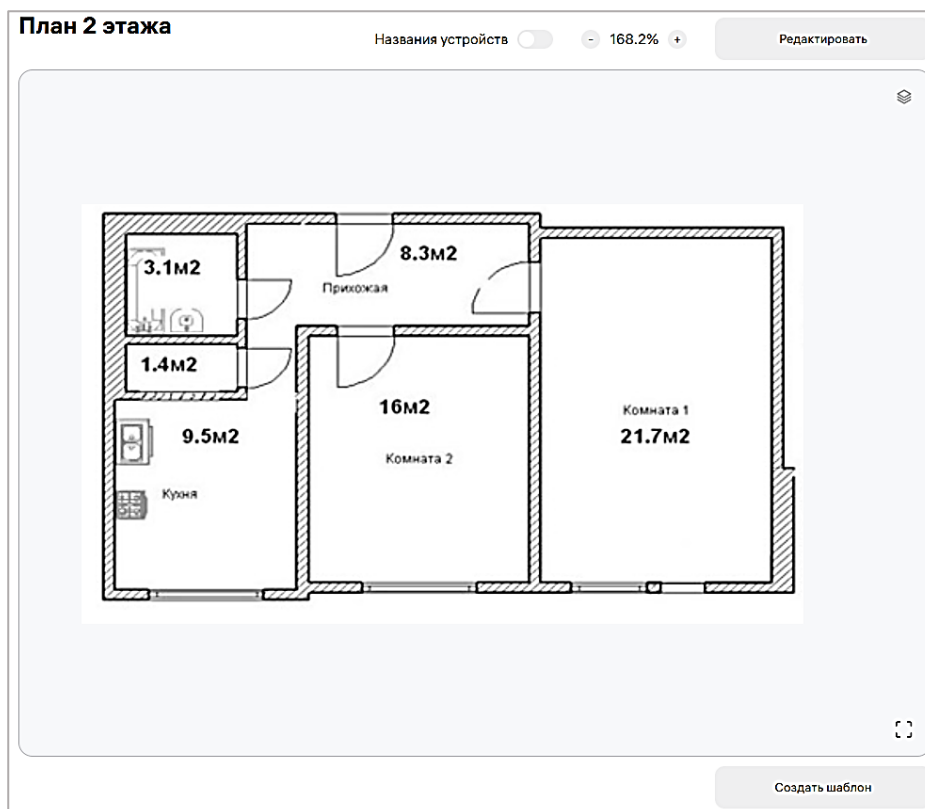 План 2 этажа
Названия устройств
- 168.2% +
Редактировать
3.1м2
8.3м2
Прихожая
1.4м2
16м2
Комната 2
9.5м2
Кухня
Комната 1
21.7м2
Создать шаблон